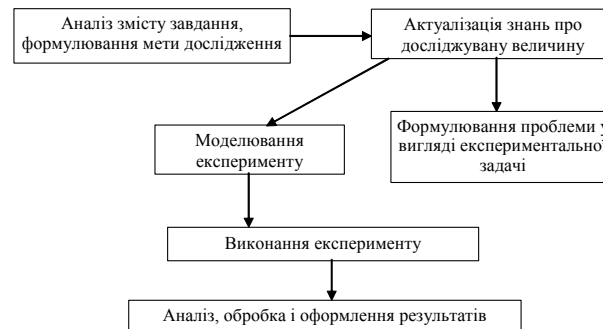 Аналіз змісту завдання,
формулювання мети дослідження
Актуалізація знань про
досліджувану величину
Моделювання
експерименту
Формулювання проблеми у
вигляді експериментальної
задачі
Виконання експерименту
Аналіз, обробка і оформлення результатів